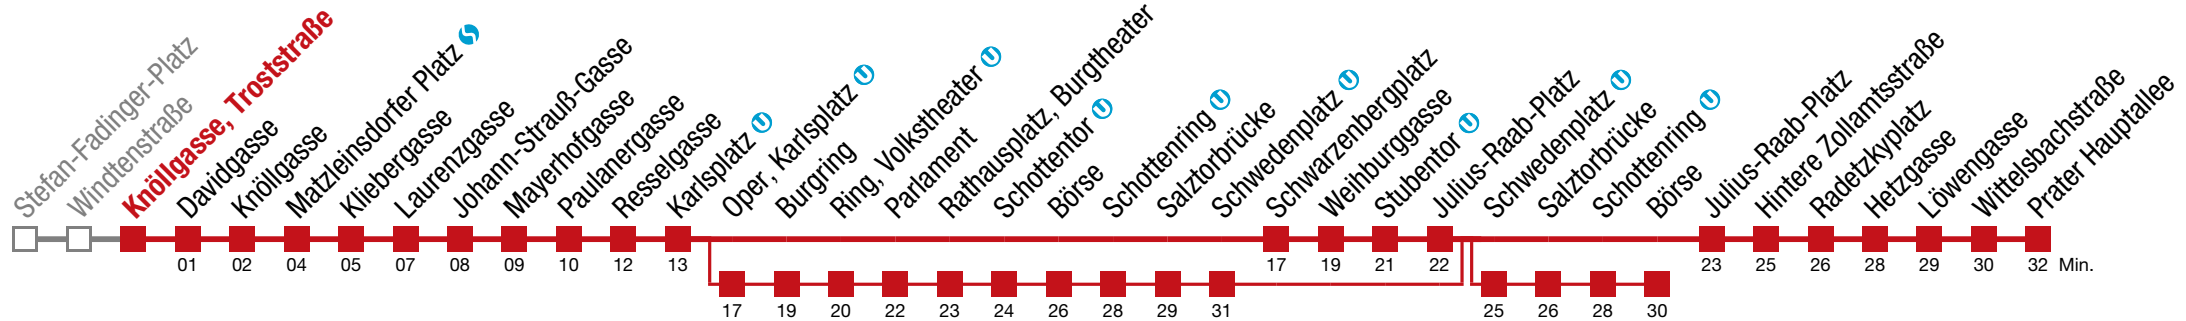 Stefan-Fadinger-Platz
Windtenstraße
Knöllgasse, Troststraße
Davidgasse
Knöllgasse
Matzleinsdorfer Platz
Kliebergasse
Laurenzgasse
Johann-Strauß-Gasse
Mayerhofgasse
Paulanergasse
Resselgasse
Karlsplatz U
Oper, Karlsplatz U
Burgring
Ring, Volkstheater U
Parlament
Rathausplatz, Burgtheater
Schottentor U
Börse
Schottenring U
Salztorbrücke
Schwedenplatz U
Schwarzenbergplatz
Weihburggasse
Stubentor U
Julius-Raab-Platz
Schwedenplatz U
Salztorbrücke
Schottenring U
Börse
Julius-Raab-Platz
Hintere Zollamtsstraße
Radetzkyplatz
Hetzgasse
Löwengasse
Wittelsbachstraße
Prater Hauptallee
01 02 04 05 07 08 09 10 12 13 17 19 21 22 23 25 26 28 29 30 32 Min.
17 19 20 22 23 24 26 28 29 31 25 26 28 30